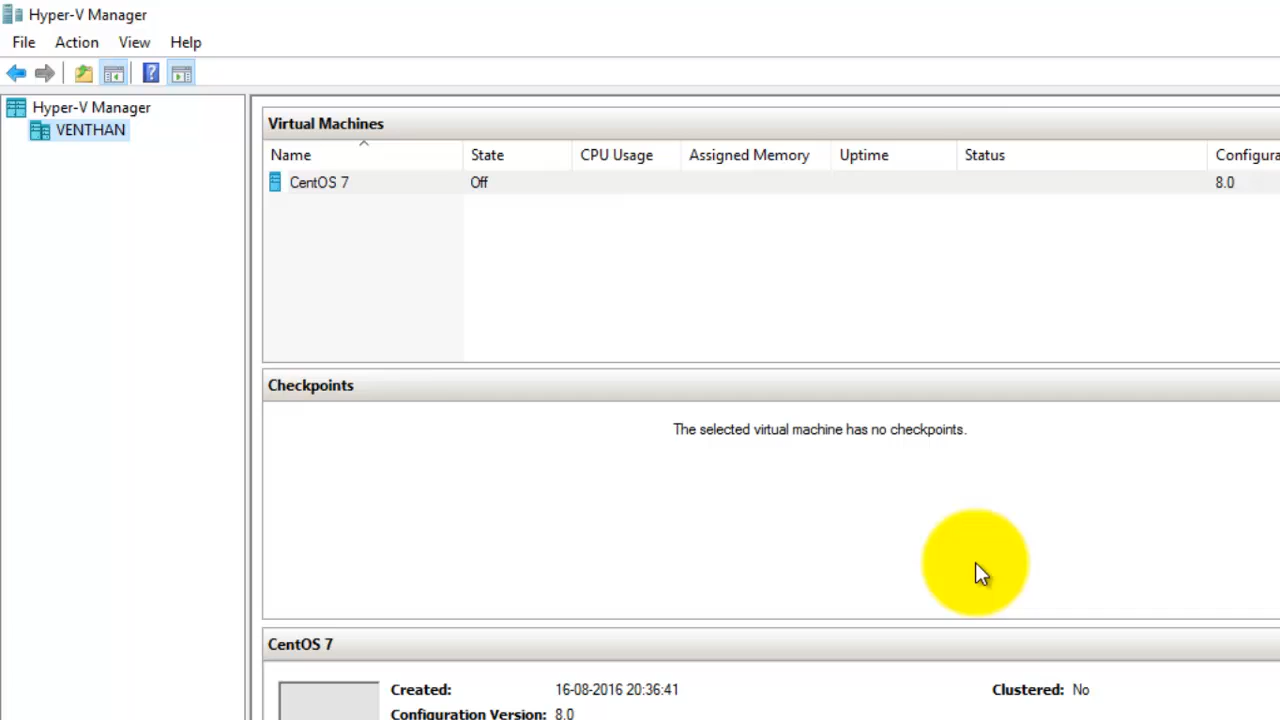 Hyper-V Manager
File Action View Help
?
Hyper-V Manager
VENTHAN
Virtual Machines
Name State CPU Usage Assigned Memory Uptime Status Configura
CentOS 7 Off 8.0
Checkpoints
The selected virtual machine has no checkpoints.
CentOS 7
Created: 16-08-2016 20:36:41 Clustered: No
Configuration Version: 8.0